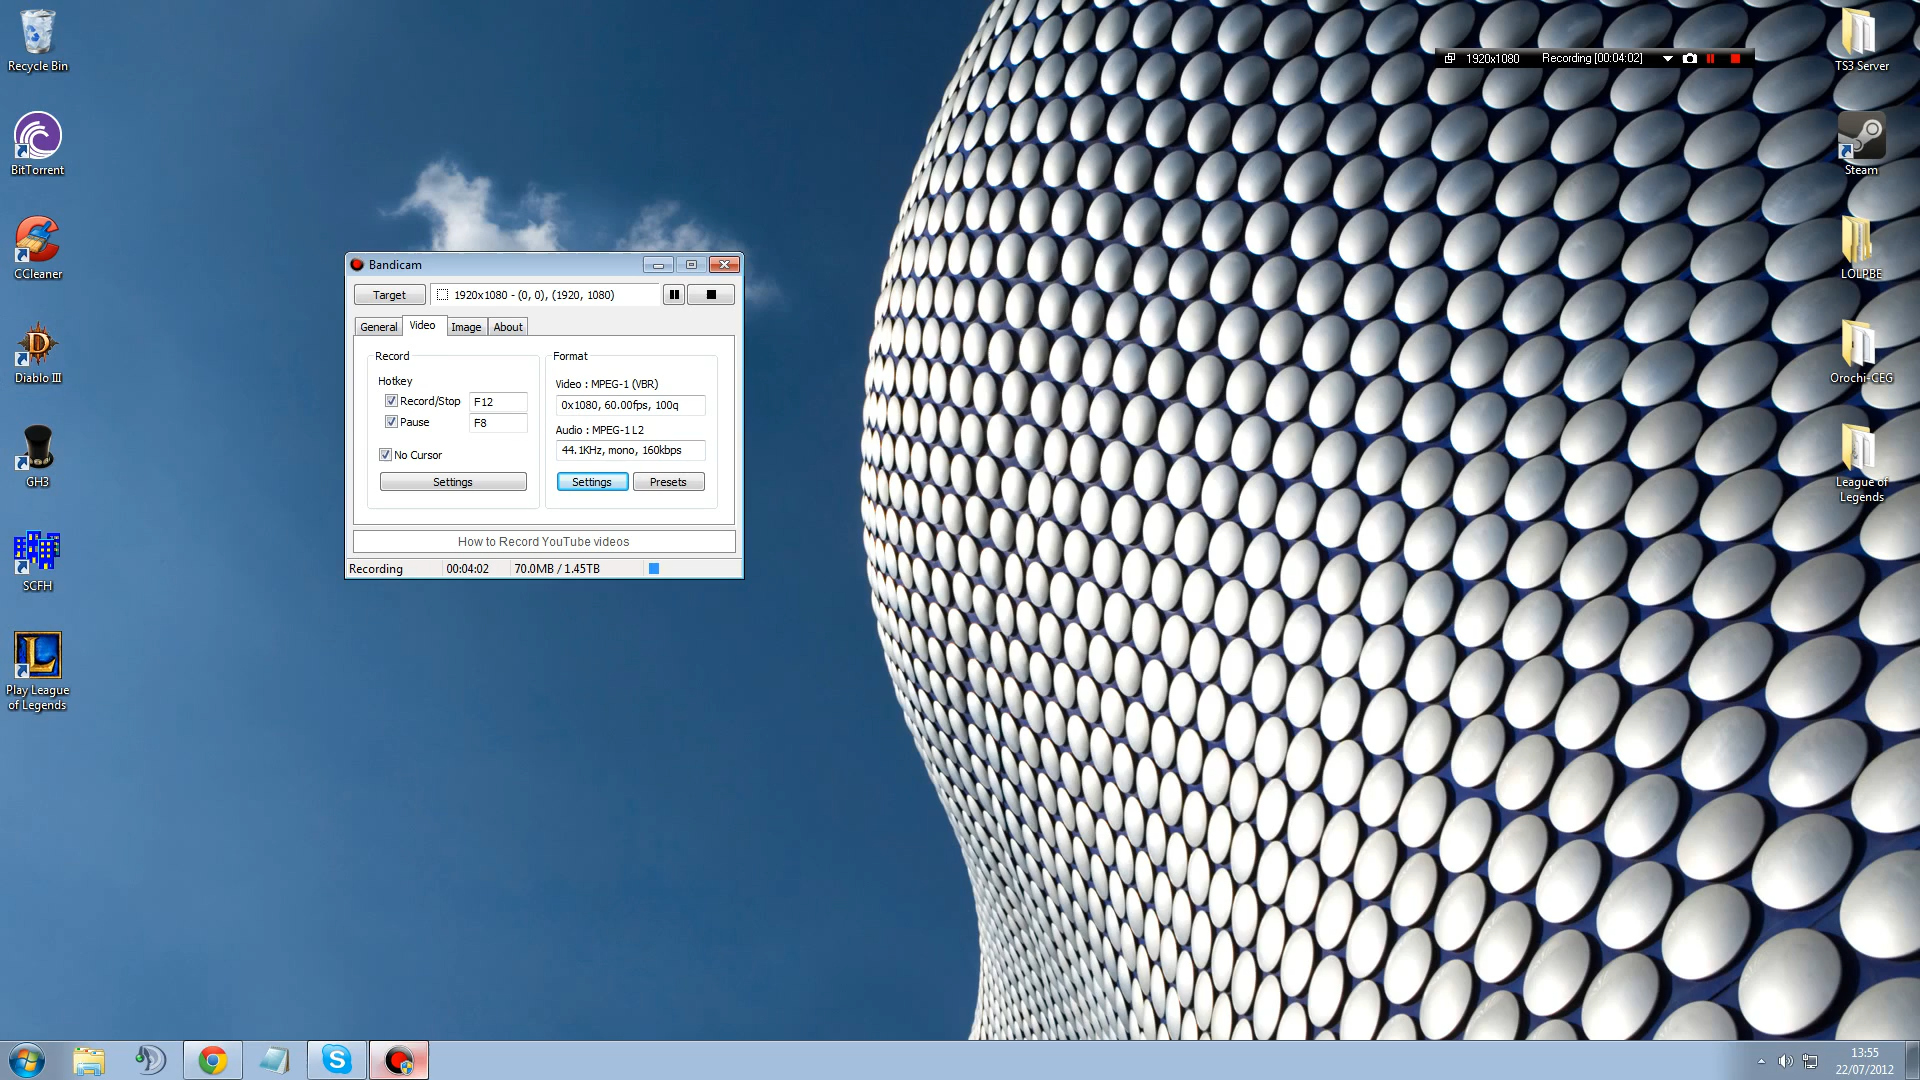 Recycle Bin
BitTorrent
CCleaner
Diablo III
GH3
SCFH
Play League
of Legends
1920x1080 Recording [00:04:02]
TS3 Server
Steam
LOLPBE
Orochi-CEG
League of
Legends
Bandicam
Target 1920x1080 - (0, 0), (1920, 1080)
General Video Image About
Record
Hotkey
Record/Stop F12
Pause F8
No Cursor
Settings
Format
Video : MPEG-1 (VBR)
0x1080, 60.00fps, 100q
Audio : MPEG-1 L2
44.1KHz, mono, 160kbps
Settings Presets
How to Record YouTube videos
Recording 00:04:02 70.0MB / 1.45TB
13:55
22/07/2012